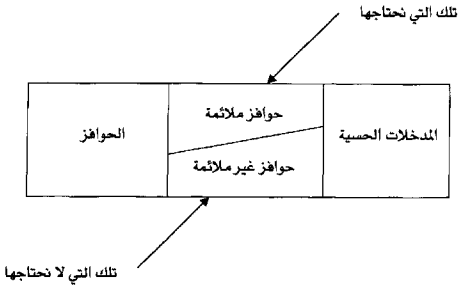 تلك التي نحتاجها
المدخلات الحسية
حوافز ملائمة
حوافز غير ملائمة
الحوافز
تلك التي لا نحتاجها